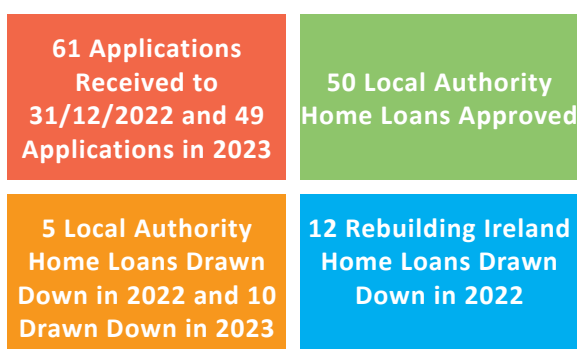 61 Applications
Received to
31/12/2022 and 49
Applications in 2023
50 Local Authority
Home Loans Approved
5 Local Authority
Home Loans Drawn
Down in 2022 and 10
Drawn Down in 2023
12 Rebuilding Ireland
Home Loans Drawn
Down in 2022